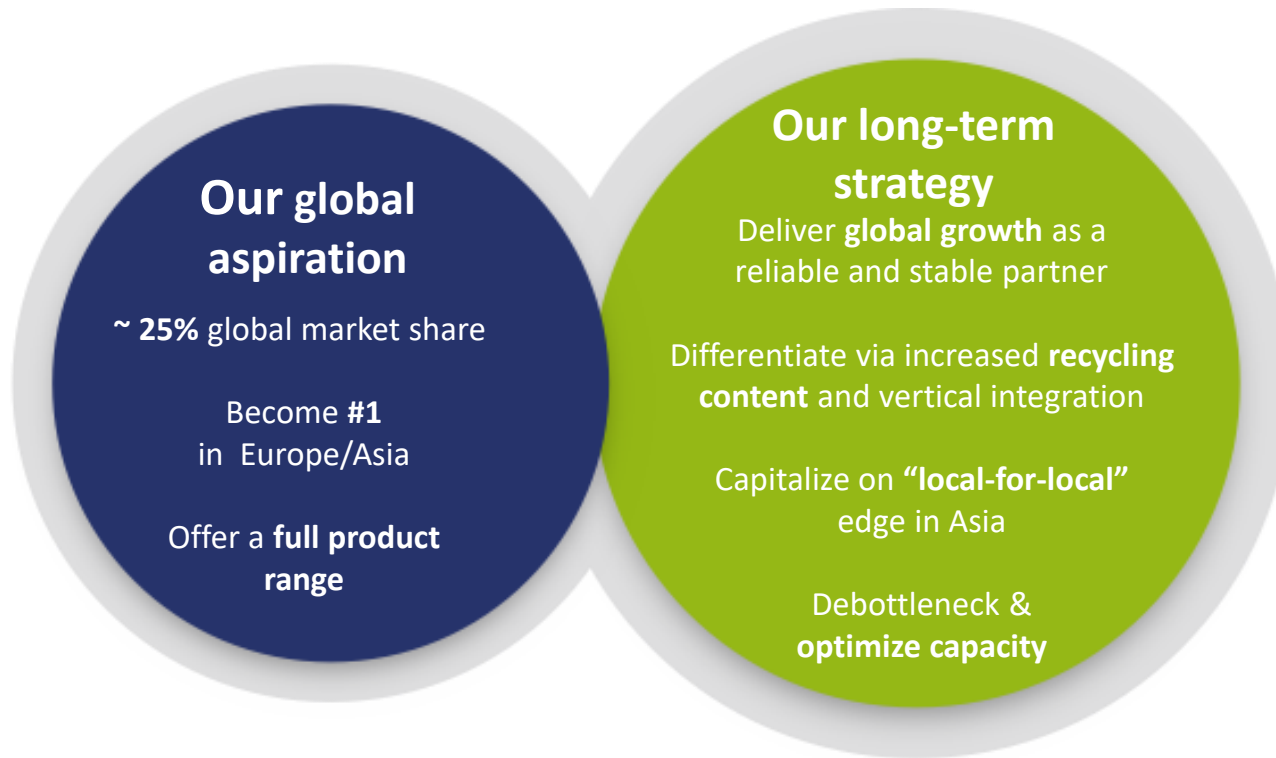 Our global
aspiration
~ 25% global market share
Become #1
in Europe/Asia
Offer a full product
range
Our long-term
strategy
Deliver global growth as a
reliable and stable partner
Differentiate via increased recycling
content and vertical integration
Capitalize on “local-for-local”
edge in Asia
Debottleneck &
optimize capacity